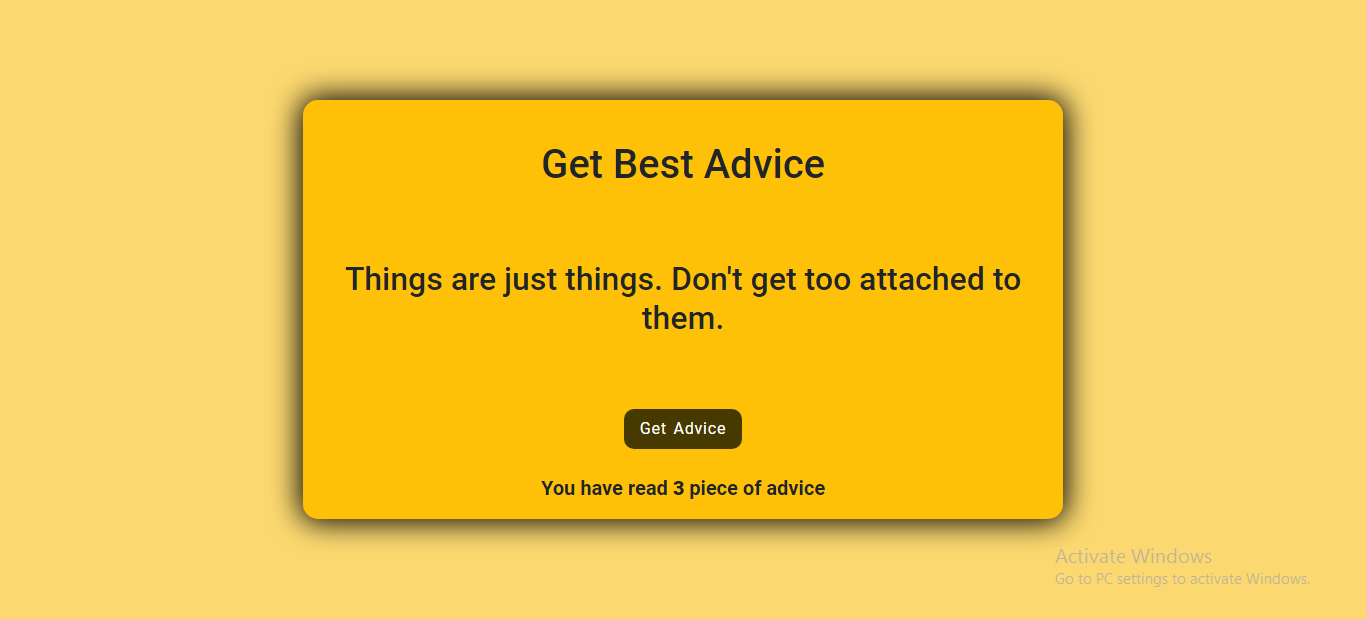 Get Best Advice
Things are just things. Don't get too attached to
them.
Get Advice
You have read 3 piece of advice
Activate Windows
Go to PC settings to activate Windows.